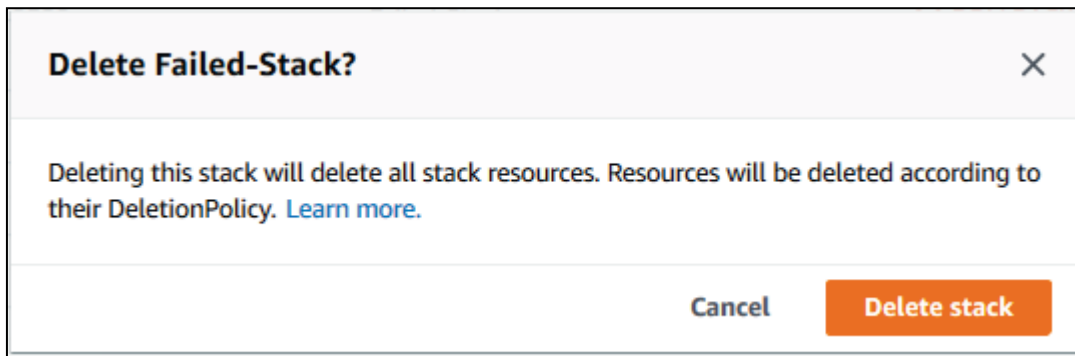 Delete Failed-Stack?
Deleting this stack will delete all stack resources. Resources will be deleted according to
their DeletionPolicy. Learn more.
Cancel
Delete stack